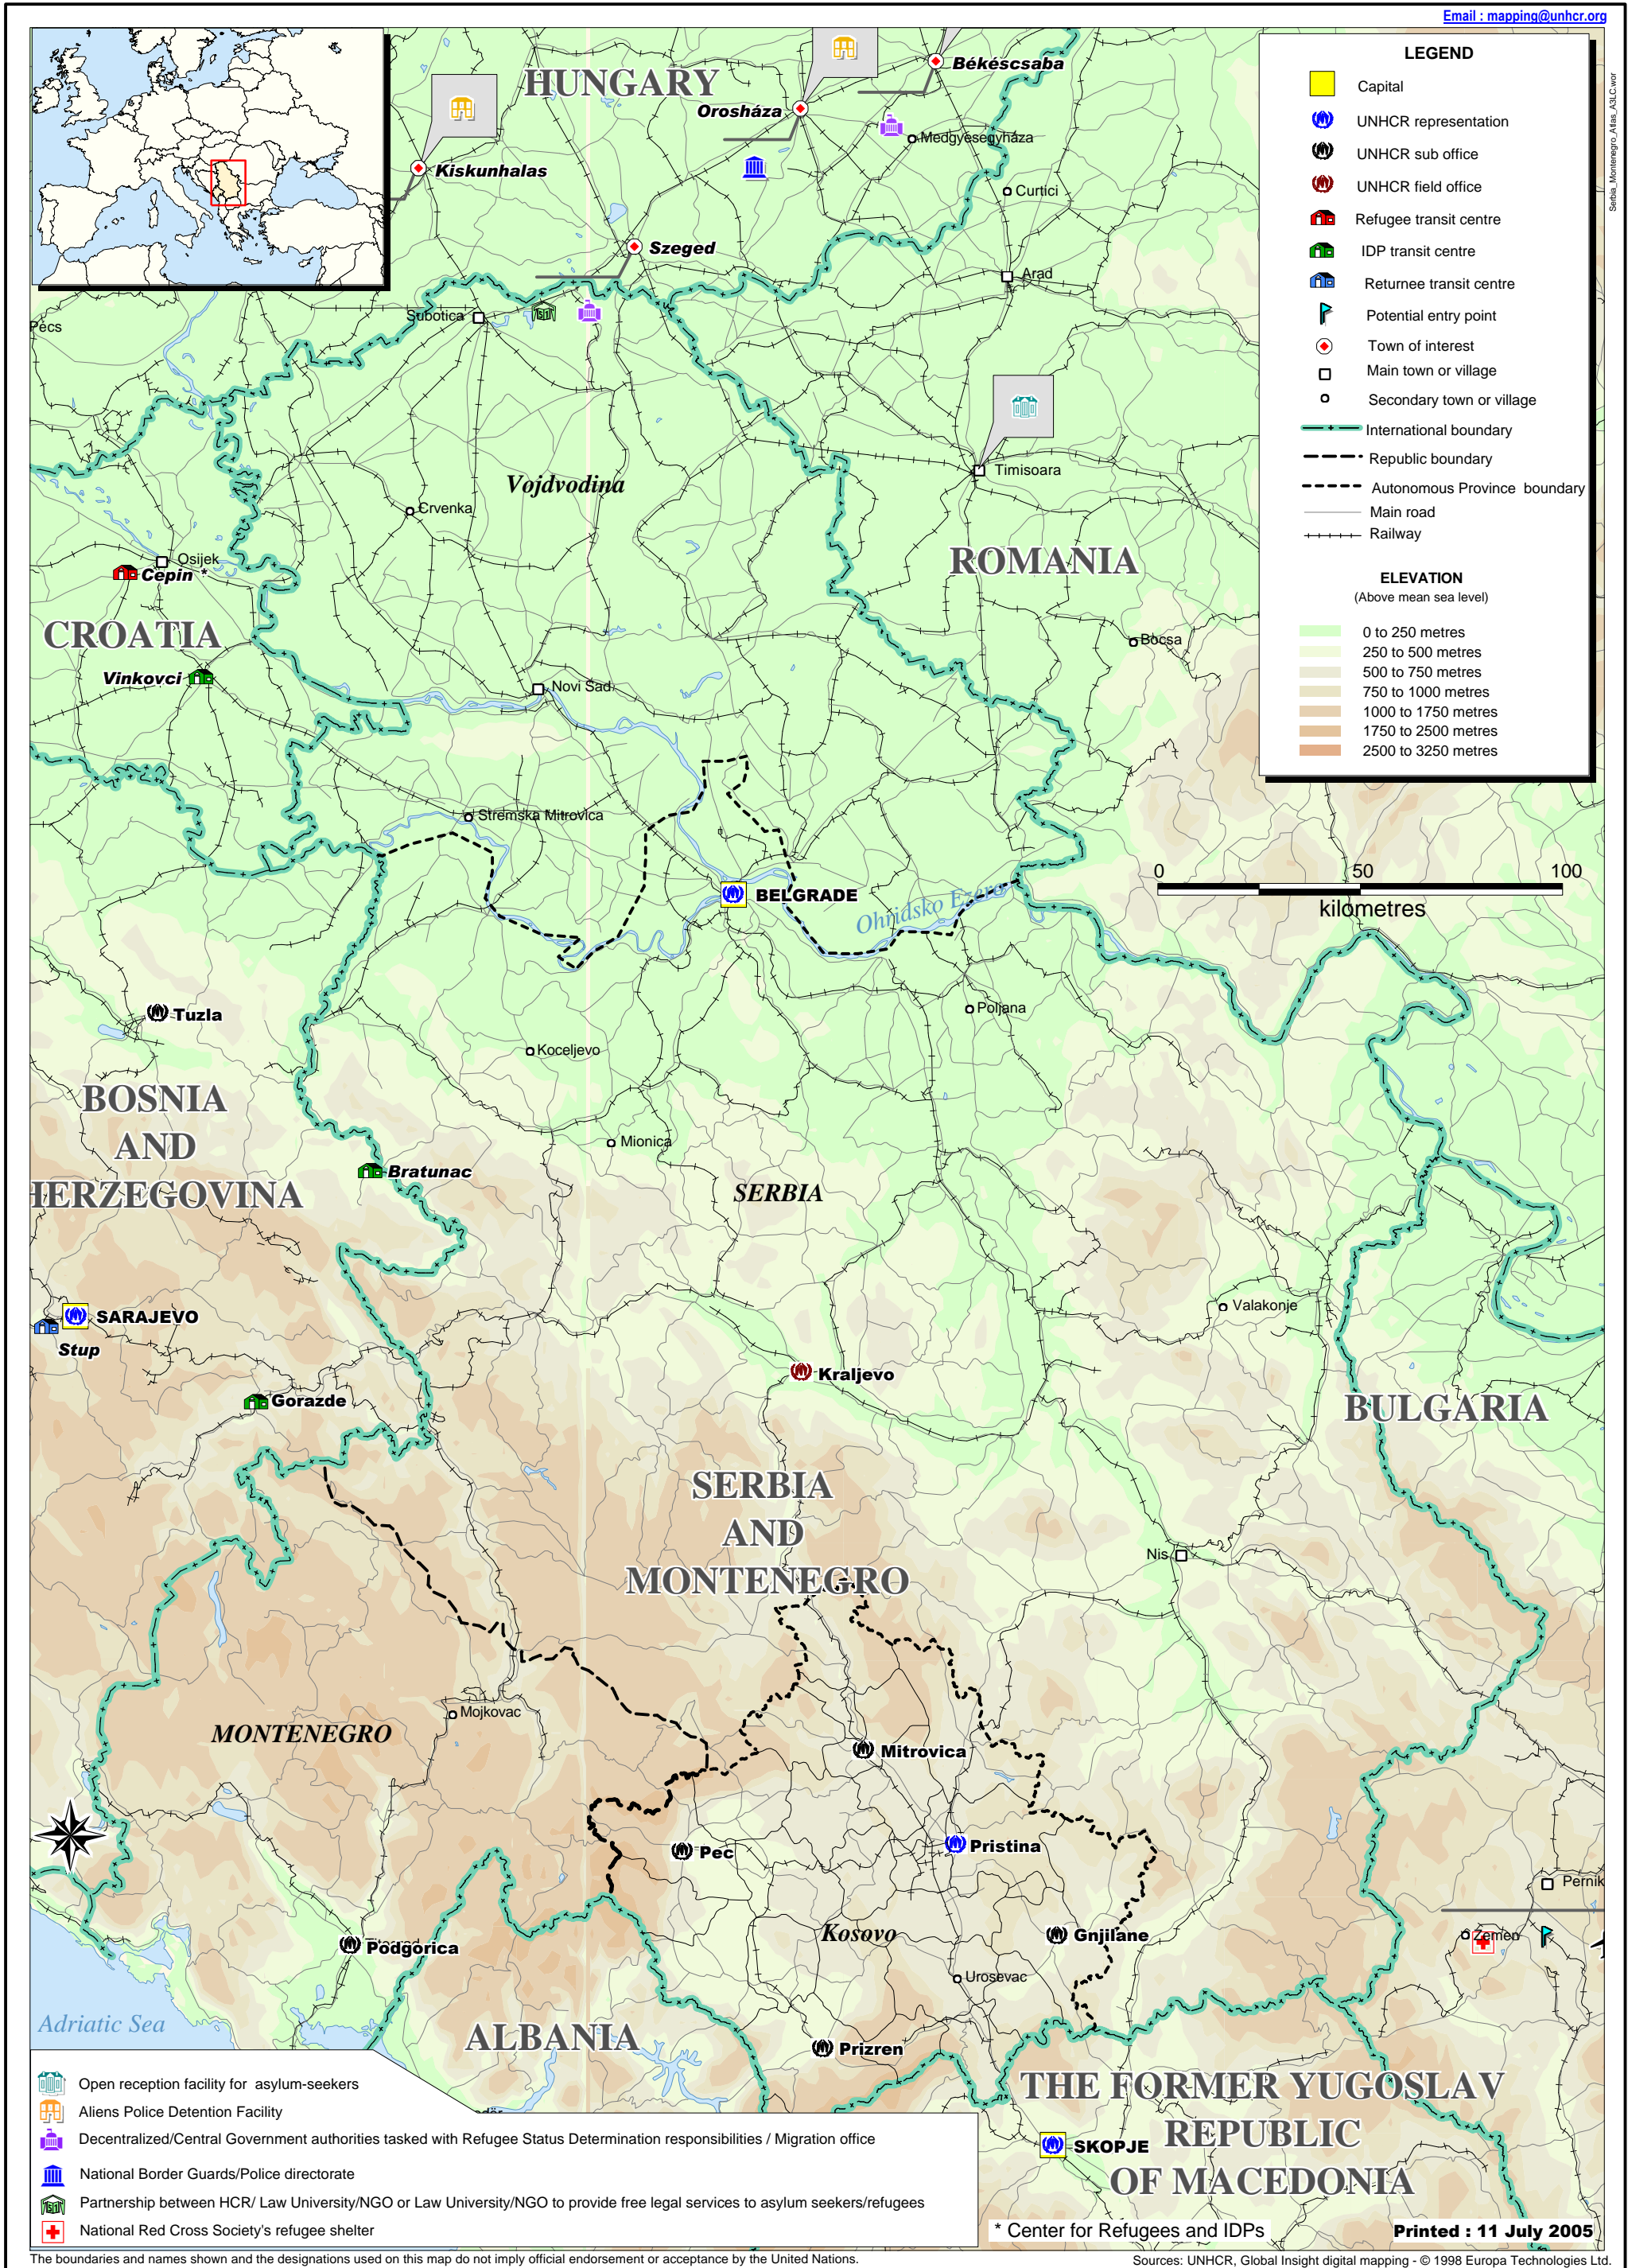 Email : mapping@unhcr.org
Serbia_Montenegro_Atlas_A3LC.wor
LEGEND
Capital
UNHCR representation
UNHCR sub office
UNHCR field office
Refugee transit centre
IDP transit centre
Returnee transit centre
Potential entry point
Town of interest
Main town or village
Secondary town or village
International boundary
Republic boundary
Autonomous Province boundary
Main road
Railway
ELEVATION
(Above mean sea level)
0 to 250 metres
250 to 500 metres
500 to 750 metres
750 to 1000 metres
1000 to 1750 metres
1750 to 2500 metres
2500 to 3250 metres
HUNGARY
Békéscsaba
Orosháza
Medgyesegyháza
Kiskunhalas
Curtici
Szeged
Arad
Subotica
Pécs
Timisoara
Vojdvodina
Crvenka
ROMANIA
Osijek
Cepin *
CROATIA
Bocsa
Vinkovci
Novi Sad
Stremska Mitrovica
0 50 100
kilometres
BELGRADE
Ohridsko Ezero
Tuzla
Poljana
Koceljevo
BOSNIA
AND
HERZEGOVINA
Mionica
Bratunac
SERBIA
SARAJEVO
Stup
Valakonje
Kraljevo
Gorazde
BULGARIA
SERBIA
AND
MONTENEGRO
Nis
Mojkovac
MONTENEGRO
Mitrovica
Pristina
Pec
Pernik
Kosovo
Gnjilane
Zemen
Podgorica
Urosevac
Adriatic Sea
ALBANIA
Prizren
THE FORMER YUGOSLAV
REPUBLIC
OF MACEDONIA
SKOPJE
Open reception facility for asylum-seekers
Aliens Police Detention Facility
Decentralized/Central Government authorities tasked with Refugee Status Determination responsibilities / Migration office
National Border Guards/Police directorate
Partnership between HCR/ Law University/NGO or Law University/NGO to provide free legal services to asylum seekers/refugees
National Red Cross Society's refugee shelter
* Center for Refugees and IDPs
Printed : 11 July 2005
The boundaries and names shown and the designations used on this map do not imply official endorsement or acceptance by the United Nations.
Sources: UNHCR, Global Insight digital mapping - © 1998 Europa Technologies Ltd.